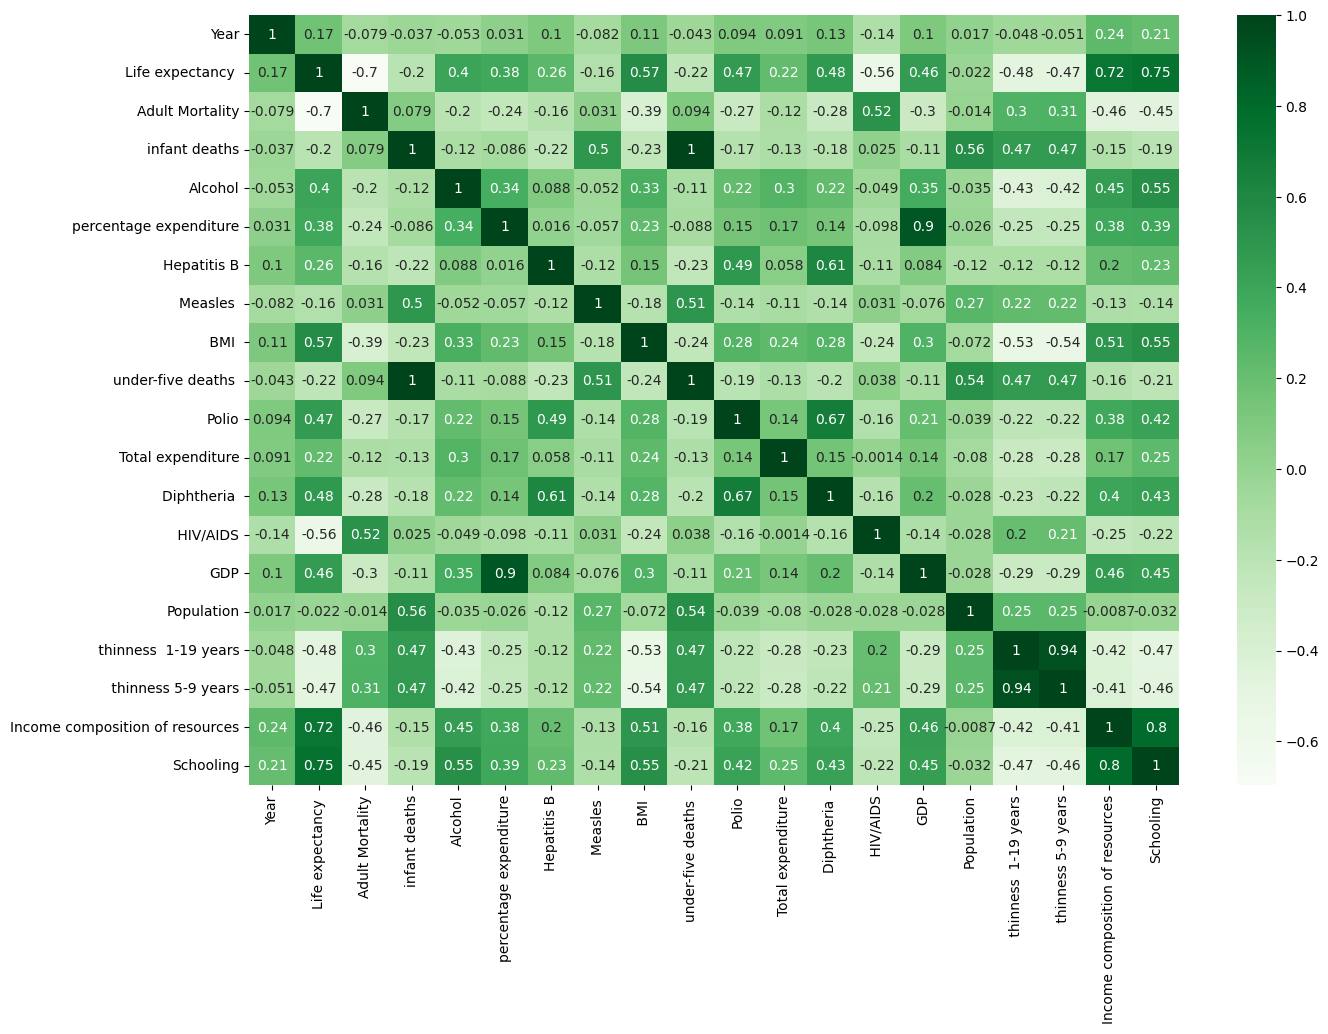 Year 1 0.17 -0.079 -0.037 -0.053 0.031 0.1 -0.082 0.11 -0.043 0.094 0.091 0.13 -0.14 0.1 0.017 -0.048 -0.051 0.24 0.21
Life expectancy 0.17 1 -0.7 -0.2 0.4 0.38 0.26 -0.16 0.57 -0.22 0.47 0.22 0.48 -0.56 0.46 -0.022 -0.48 -0.47 0.72 0.75
Adult Mortality -0.079 -0.7 1 0.079 -0.2 -0.24 -0.16 0.031 -0.39 0.094 -0.27 -0.12 -0.28 0.52 -0.3 -0.014 0.3 0.31 -0.46 -0.45
infant deaths -0.037 -0.2 0.079 1 -0.12 -0.086 -0.22 0.5 -0.23 1 -0.17 -0.13 -0.18 0.025 -0.11 0.56 0.47 0.47 -0.15 -0.19
Alcohol -0.053 0.4 -0.2 -0.12 1 0.34 0.088 -0.052 0.33 -0.11 0.22 0.3 0.22 -0.049 0.35 -0.035 -0.43 -0.42 0.45 0.55
percentage expenditure 0.031 0.38 -0.24 -0.086 0.34 1 0.016 -0.057 0.23 -0.088 0.15 0.17 0.14 -0.098 0.9 -0.026 -0.25 -0.25 0.38 0.39
Hepatitis B 0.1 0.26 -0.16 -0.22 0.088 0.016 1 -0.12 0.15 -0.23 0.49 0.058 0.61 -0.11 0.084 -0.12 -0.12 -0.12 0.2 0.23
Measles -0.082 -0.16 0.031 0.5 -0.052 -0.057 -0.12 1 -0.18 0.51 -0.14 -0.11 -0.14 0.031 -0.076 0.27 0.22 0.22 -0.13 -0.14
BMI 0.11 0.57 -0.39 -0.23 0.33 0.23 0.15 -0.18 1 -0.24 0.28 0.24 0.28 -0.24 0.3 -0.072 -0.53 -0.54 0.51 0.55
under-five deaths -0.043 -0.22 0.094 1 -0.11 -0.088 -0.23 0.51 -0.24 1 -0.19 -0.13 -0.2 0.038 -0.11 0.54 0.47 0.47 -0.16 -0.21
Polio 0.094 0.47 -0.27 -0.17 0.22 0.15 0.49 -0.14 0.28 -0.19 1 0.14 0.67 -0.16 0.21 -0.039 -0.22 -0.22 0.38 0.42
Total expenditure 0.091 0.22 -0.12 -0.13 0.3 0.17 0.058 -0.11 0.24 -0.13 0.14 1 0.15 -0.0014 0.14 -0.08 -0.28 -0.28 0.17 0.25
Diphtheria 0.13 0.48 -0.28 -0.18 0.22 0.14 0.61 -0.14 0.28 -0.2 0.67 0.15 1 -0.16 0.2 -0.028 -0.23 -0.22 0.4 0.43
HIV/AIDS -0.14 -0.56 0.52 0.025 -0.049 -0.098 -0.11 0.031 -0.24 0.038 -0.16 -0.0014 -0.16 1 -0.14 -0.028 0.2 0.21 -0.25 -0.22
GDP 0.1 0.46 -0.3 -0.11 0.35 0.9 0.084 -0.076 0.3 -0.11 0.21 0.14 0.2 -0.14 1 -0.028 -0.29 -0.29 0.46 0.45
Population 0.017 -0.022 -0.014 0.56 -0.035 -0.026 -0.12 0.27 -0.072 0.54 -0.039 -0.08 -0.028 -0.028 -0.028 1 0.25 0.25 -0.0087 -0.032
thinness 1-19 years -0.048 -0.48 0.3 0.47 -0.43 -0.25 -0.12 0.22 -0.53 0.47 -0.22 -0.28 -0.23 0.2 -0.29 0.25 1 0.94 -0.42 -0.47
thinness 5-9 years -0.051 -0.47 0.31 0.47 -0.42 -0.25 -0.12 0.22 -0.54 0.47 -0.22 -0.28 -0.22 0.21 -0.29 0.25 0.94 1 -0.41 -0.46
Income composition of resources 0.24 0.72 -0.46 -0.15 0.45 0.38 0.2 -0.13 0.51 -0.16 0.38 0.17 0.4 -0.25 0.46 -0.0087 -0.42 -0.41 1 0.8
Schooling 0.21 0.75 -0.45 -0.19 0.55 0.39 0.23 -0.14 0.55 -0.21 0.42 0.25 0.43 -0.22 0.45 -0.032 -0.47 -0.46 0.8 1
Year
Life expectancy
Adult Mortality
infant deaths
Alcohol
percentage expenditure
Hepatitis B
Measles
BMI
under-five deaths
Polio
Total expenditure
Diphtheria
HIV/AIDS
GDP
Population
thinness 1-19 years
thinness 5-9 years
Income composition of resources
Schooling
1.0
0.8
0.6
0.4
0.2
0.0
−0.2
−0.4
−0.6